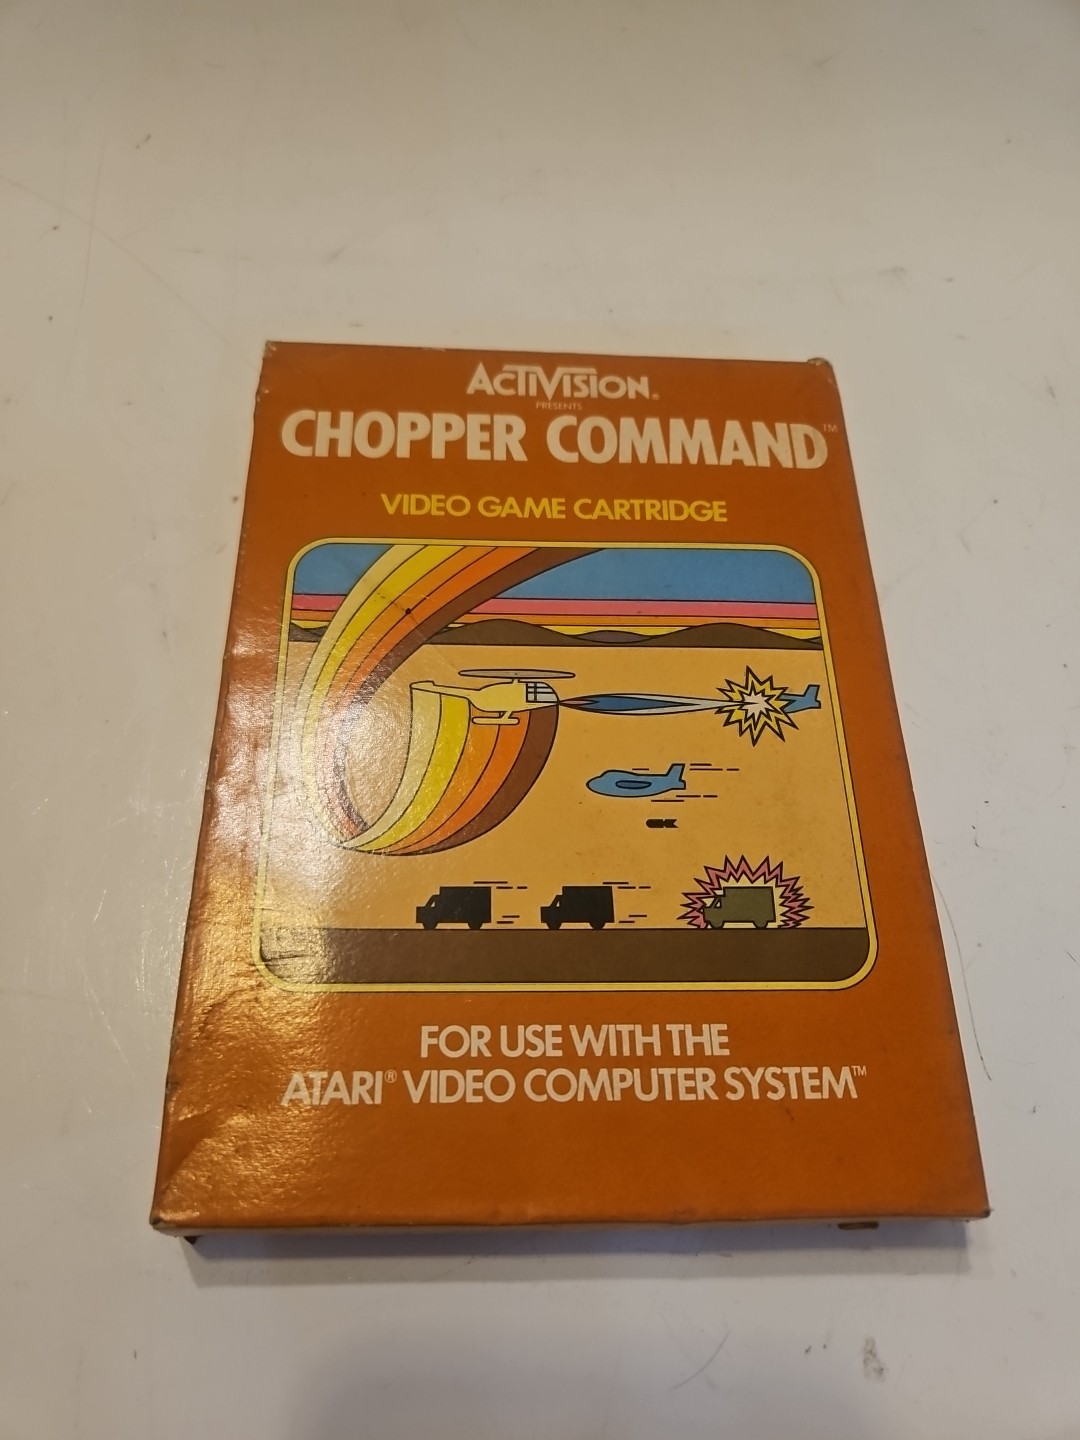 ACTIVISION®
PRESENTS
CHOPPER COMMAND™
VIDEO GAME CARTRIDGE
FOR USE WITH THE
ATARI® VIDEO COMPUTER SYSTEM™